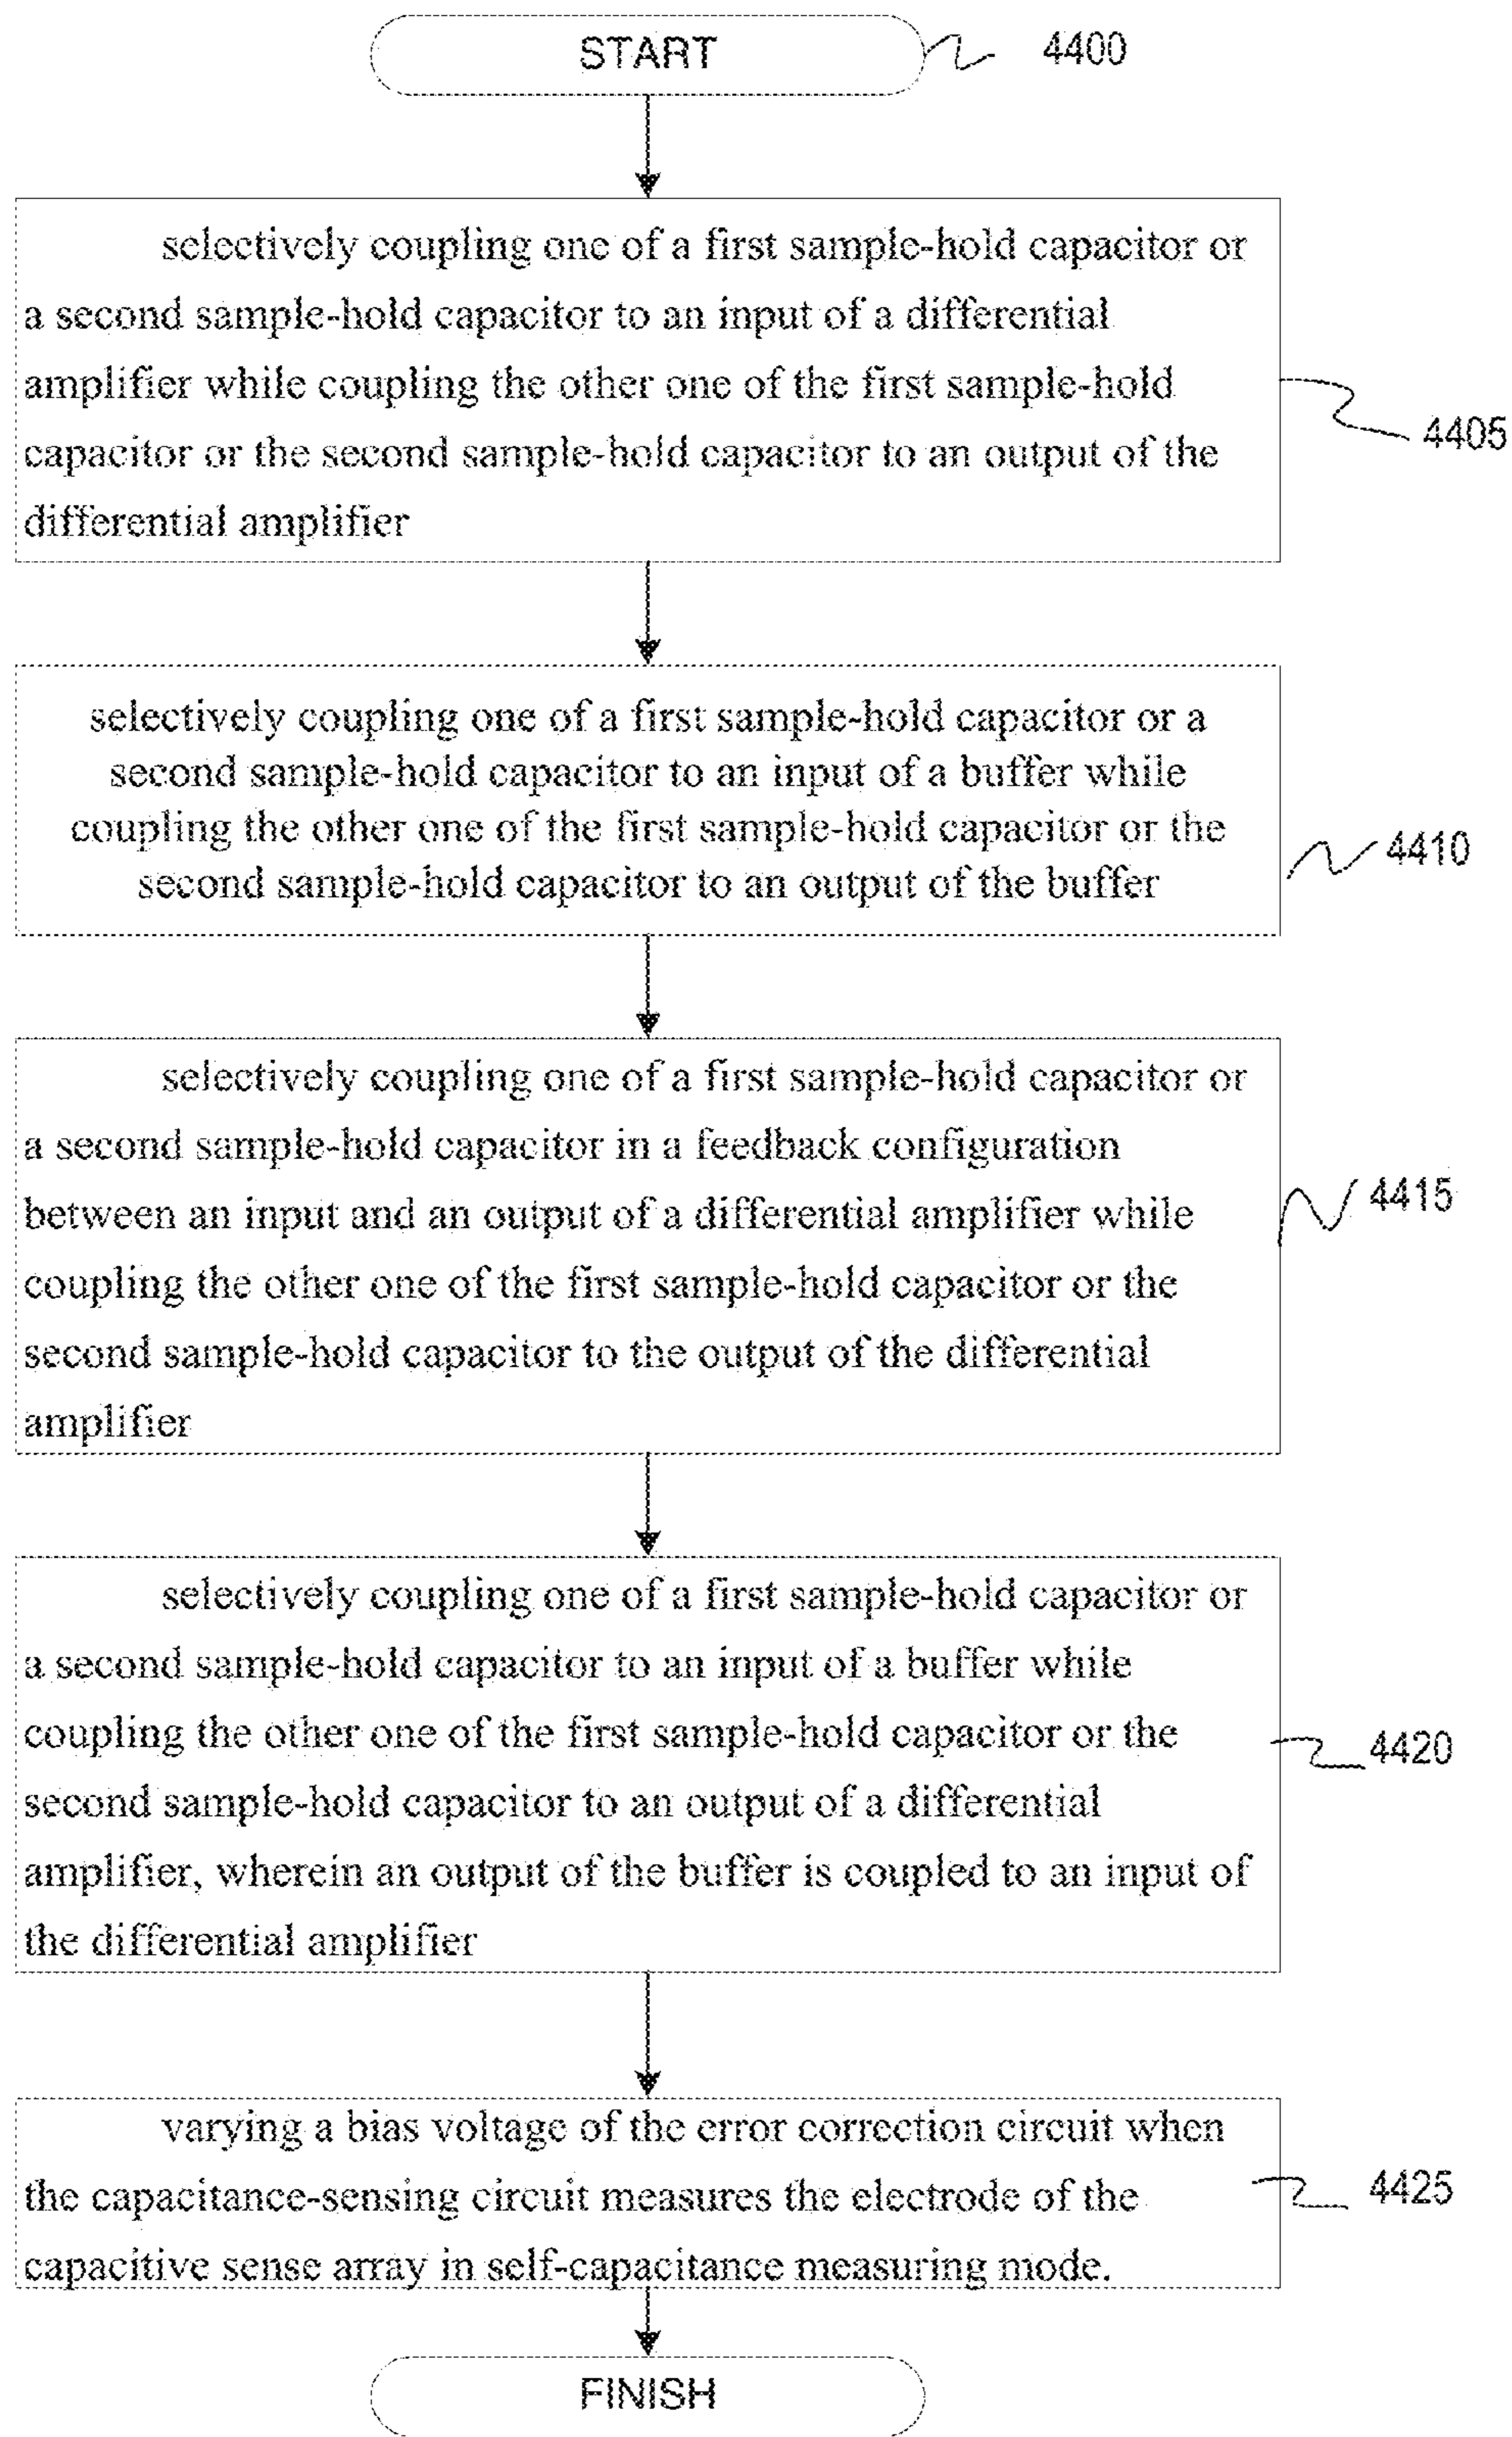 START
4400
selectively coupling one of a first sample-hold capacitor or
a second sample-hold capacitor to an input of a differential
amplifier while coupling the other one of the first sample-hold
capacitor or the second sample-hold capacitor to an output of the
differential amplifier
4405
selectively coupling one of a first sample-hold capacitor or a
second sample-hold capacitor to an input of a buffer while
coupling the other one of the first sample-hold capacitor or the
second sample-hold capacitor to an output of the buffer
4410
selectively coupling one of a first sample-hold capacitor or
a second sample-hold capacitor in a feedback configuration
between an input and an output of a differential amplifier while
coupling the other one of the first sample-hold capacitor or the
second sample-hold capacitor to the output of the differential
amplifier
4415
selectively coupling one of a first sample-hold capacitor or
a second sample-hold capacitor to an input of a buffer while
coupling the other one of the first sample-hold capacitor or the
second sample-hold capacitor to an output of a differential
amplifier, wherein an output of the buffer is coupled to an input of
the differential amplifier
4420
varying a bias voltage of the error correction circuit when
the capacitance-sensing circuit measures the electrode of the
capacitive sense array in self-capacitance measuring mode.
4425
FINISH